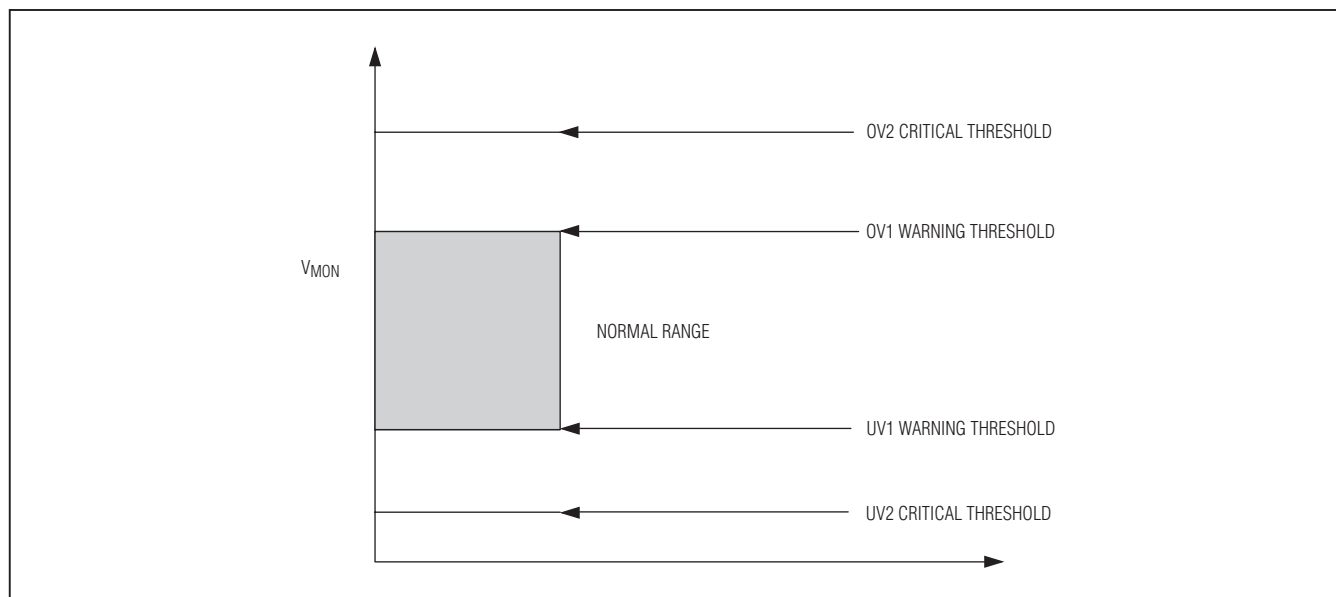 OV2 CRITICAL THRESHOLD
OV1 WARNING THRESHOLD
VMON
NORMAL RANGE
UV1 WARNING THRESHOLD
UV2 CRITICAL THRESHOLD